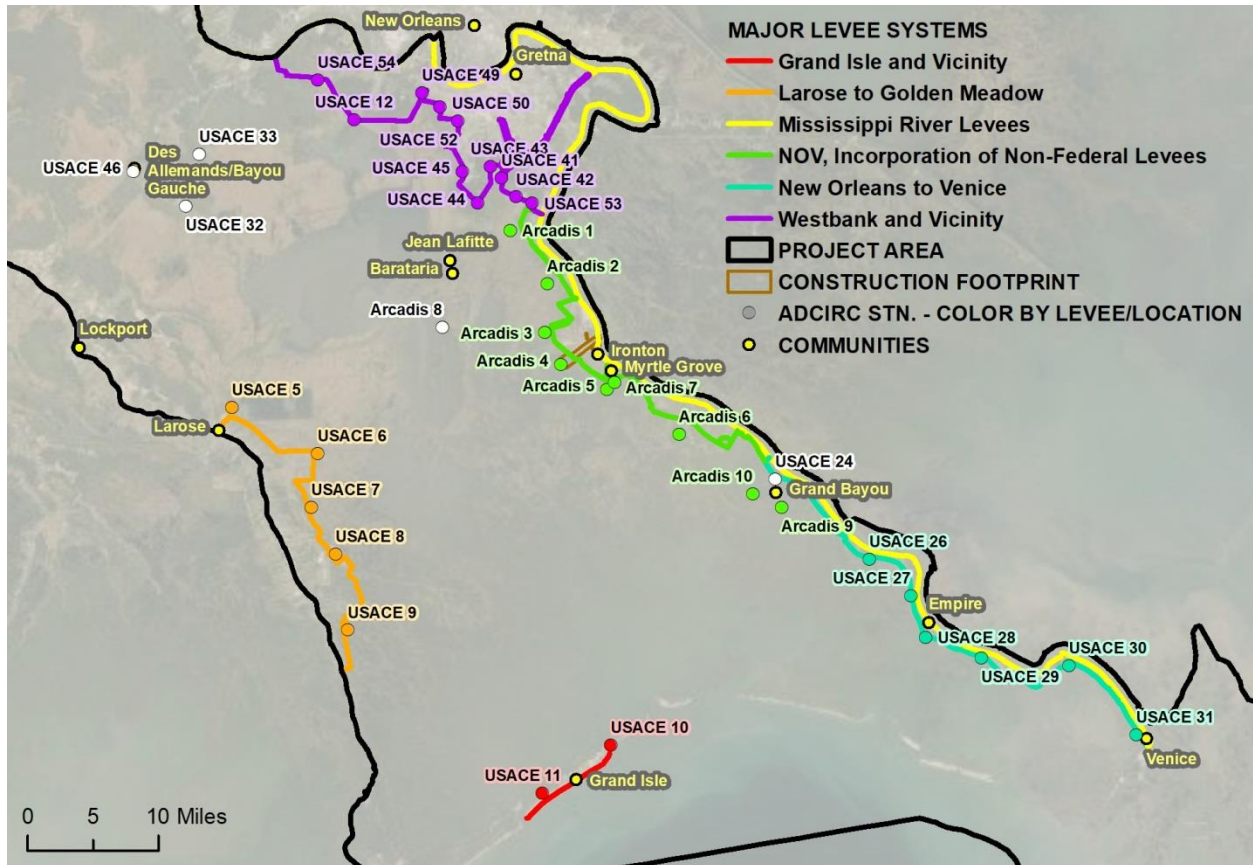 New Orleans
Gretna
USACE 54
USACE 49
USACE 12
USACE 50
USACE 33
USACE 52
USACE 43
USACE 41
USACE 46
Des
Allemands/Bayou
Gauche
USACE 45
USACE 42
USACE 44
USACE 53
USACE 32
Arcadis 1
Jean Lafitte
Barataria
Arcadis 2
Arcadis 8
Arcadis 3
Lockport
Ironton
Arcadis 4
Myrtle Grove
Arcadis 5
Arcadis 7
USACE 5
Larose
Arcadis 6
USACE 6
USACE 24
Arcadis 10
Grand Bayou
USACE 7
Arcadis 9
USACE 8
USACE 26
USACE 27
Empire
USACE 9
USACE 28
USACE 30
USACE 29
USACE 31
USACE 10
Venice
USACE 11
Grand Isle
MAJOR LEVEE SYSTEMS
Grand Isle and Vicinity
Larose to Golden Meadow
Mississippi River Levees
NOV, Incorporation of Non-Federal Levees
New Orleans to Venice
Westbank and Vicinity
PROJECT AREA
CONSTRUCTION FOOTPRINT
ADCIRC STN. - COLOR BY LEVEE/LOCATION
COMMUNITIES
0 5 10 Miles